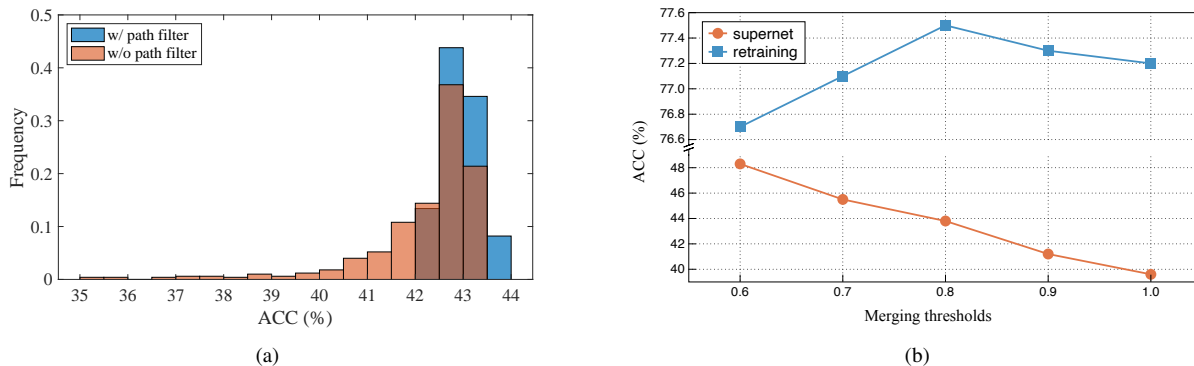 0.5
0.4
0.3
0.2
0.1
0
Frequency
w/ path filter
w/o path filter
35 36 37 38 39 40 41 42 43 44
ACC (%)
(a)
77.6
77.4
77.2
77.0
76.8
76.6
48
46
44
42
40
ACC (%)
supernet
retraining
0.6 0.7 0.8 0.9 1.0
Merging thresholds
(b)